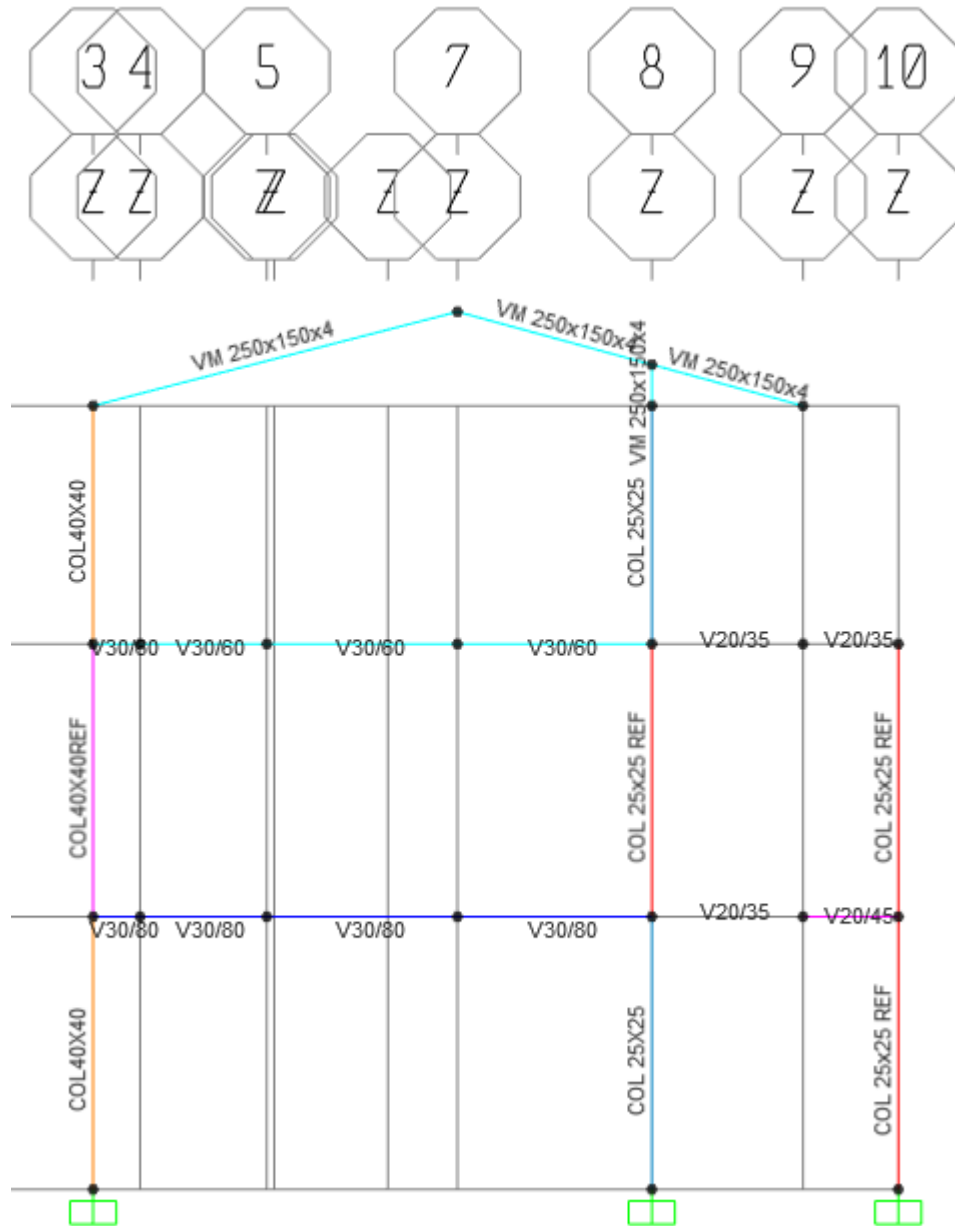 3 4 5 7 8 9 10
Z Z Z Z Z Z Z Z Z
VM 250x150x4
VM 250x150x4
VM 250x150x4
VM 250x150x4
COL40X40
COL 25X25
V30/60
V30/60
V30/60
V30/60
V20/35
V20/35
COL40X40REF
COL 25x25 REF
COL 25x25 REF
V30/80
V30/80
V30/80
V30/80
V20/35
V20/45
COL40X40
COL 25X25
COL 25x25 REF